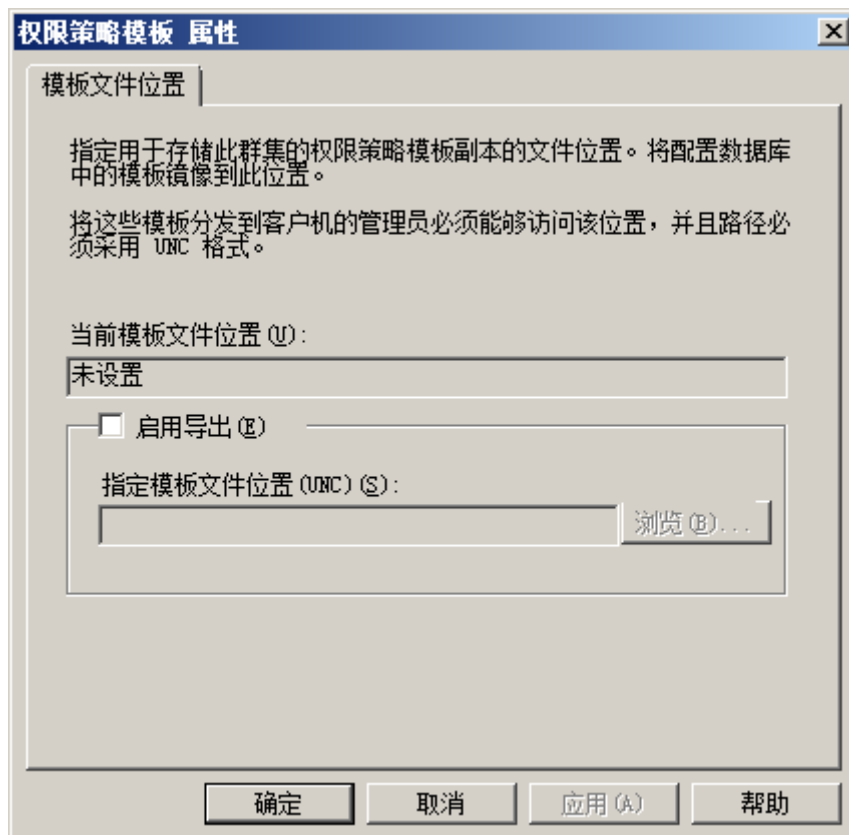 权限策略模板 属性
模板文件位置
指定用于存储此群集的权限策略模板副本的文件位置。将配置数据库
中的模板镜像到此位置。
将这些模板分发到客户机的管理员必须能够访问该位置，并且路径必
须采用 UNC 格式。
当前模板文件位置(U):
未设置
启用导出(E)
指定模板文件位置(UNC)(S):
浏览(B)...
确定
取消
应用(A)
帮助